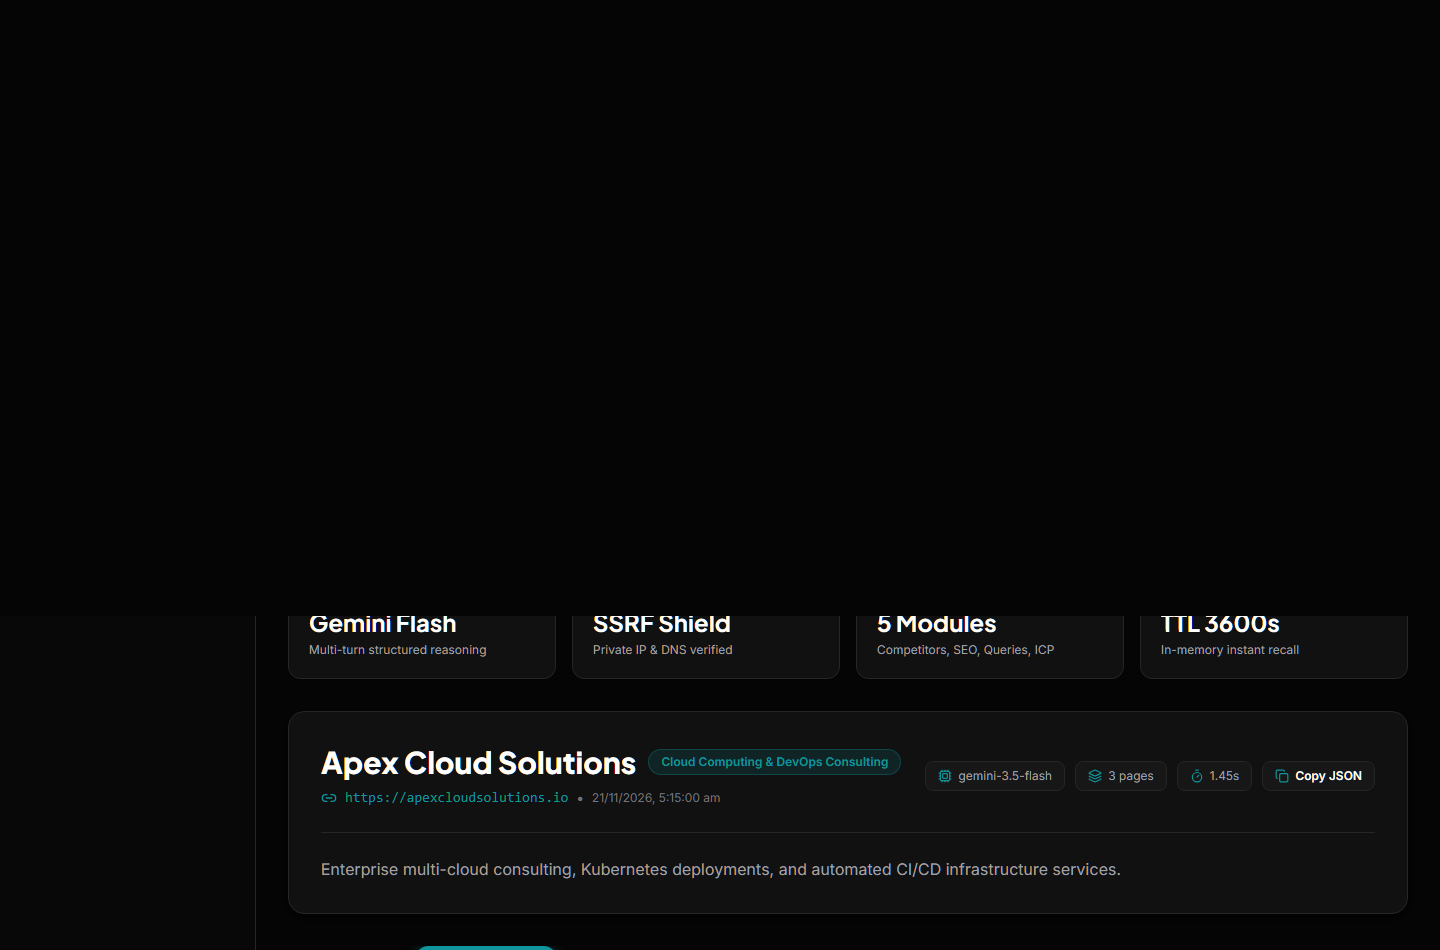 Gemini Flash
Multi-turn structured reasoning
SSRF Shield
Private IP & DNS verified
5 Modules
Competitors, SEO, Queries, ICP
TTL 3600s
In-memory instant recall
Apex Cloud Solutions
Cloud Computing & DevOps Consulting
https://apexcloudsolutions.io • 21/11/2026, 5:15:00 am
gemini-3.5-flash
3 pages
1.45s
Copy JSON
Enterprise multi-cloud consulting, Kubernetes deployments, and automated CI/CD infrastructure services.